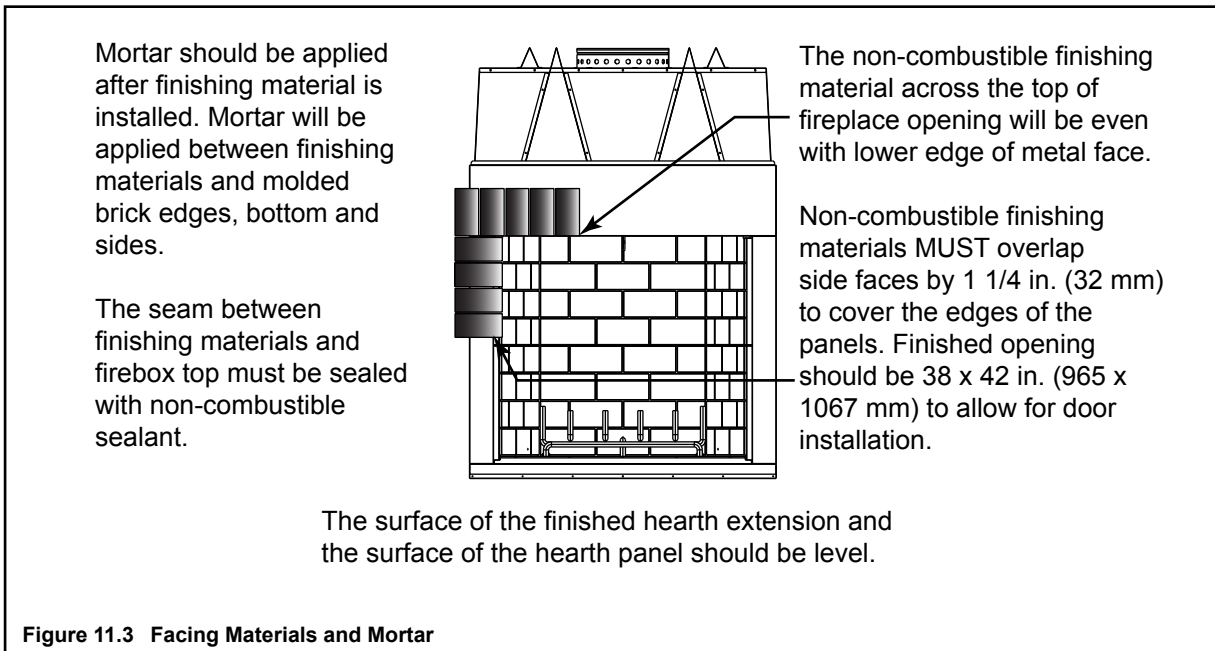 Mortar should be applied
after finishing material is
installed. Mortar will be
applied between finishing
materials and molded
brick edges, bottom and
sides.
The seam between
finishing materials and
firebox top must be sealed
with non-combustible
sealant.
The non-combustible finishing
material across the top of
fireplace opening will be even
with lower edge of metal face.
Non-combustible finishing
materials MUST overlap
side faces by 1 1/4 in. (32 mm)
to cover the edges of the
panels. Finished opening
should be 38 x 42 in. (965 x
1067 mm) to allow for door
installation.
The surface of the finished hearth extension and
the surface of the hearth panel should be level.
Figure 11.3 Facing Materials and Mortar